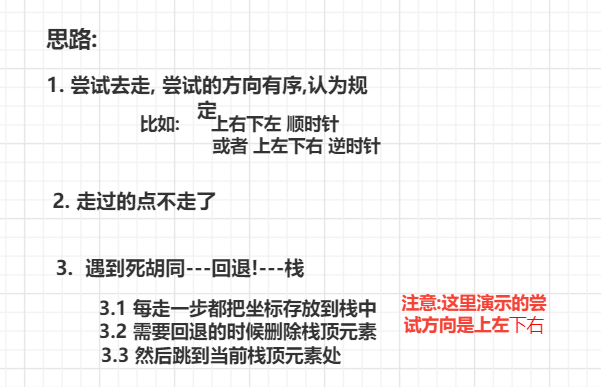 思路:
1. 尝试去走, 尝试的方向有序,认为规
定
比如: 上右下左 顺时针
或者 上左下右 逆时针
2. 走过的点不走了
3. 遇到死胡同---回退!---栈
3.1 每走一步都把坐标存放到栈中
3.2 需要回退的时候删除栈顶元素
3.3 然后跳到当前栈顶元素处
注意:这里演示的尝
试方向是上左下右